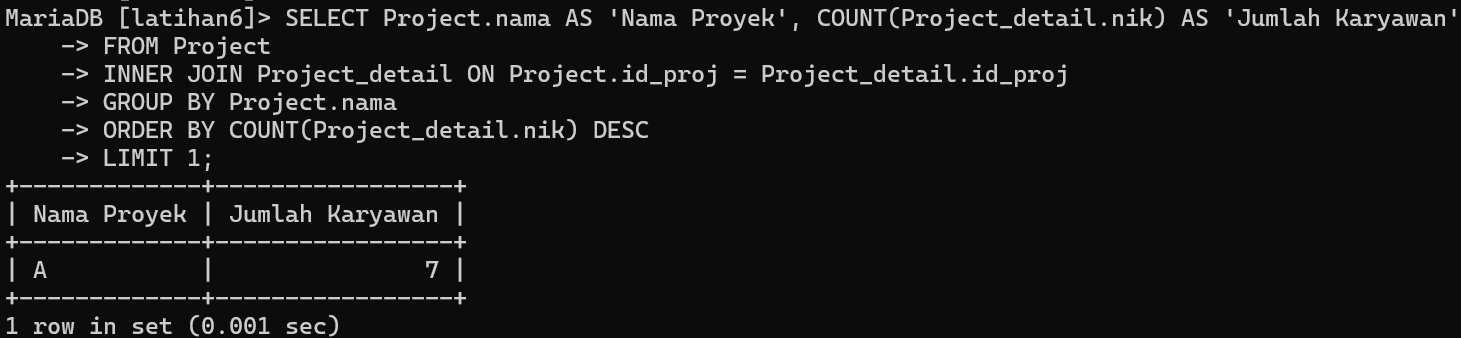 MariaDB [latihan6]> SELECT Project.nama AS 'Nama Proyek', COUNT(Project_detail.nik) AS 'Jumlah Karyawan'
    -> FROM Project
    -> INNER JOIN Project_detail ON Project.id_proj = Project_detail.id_proj
    -> GROUP BY Project.nama
    -> ORDER BY COUNT(Project_detail.nik) DESC
    -> LIMIT 1;
+-------------+-----------------+
| Nama Proyek | Jumlah Karyawan |
+-------------+-----------------+
| A           |               7 |
+-------------+-----------------+
1 row in set (0.001 sec)